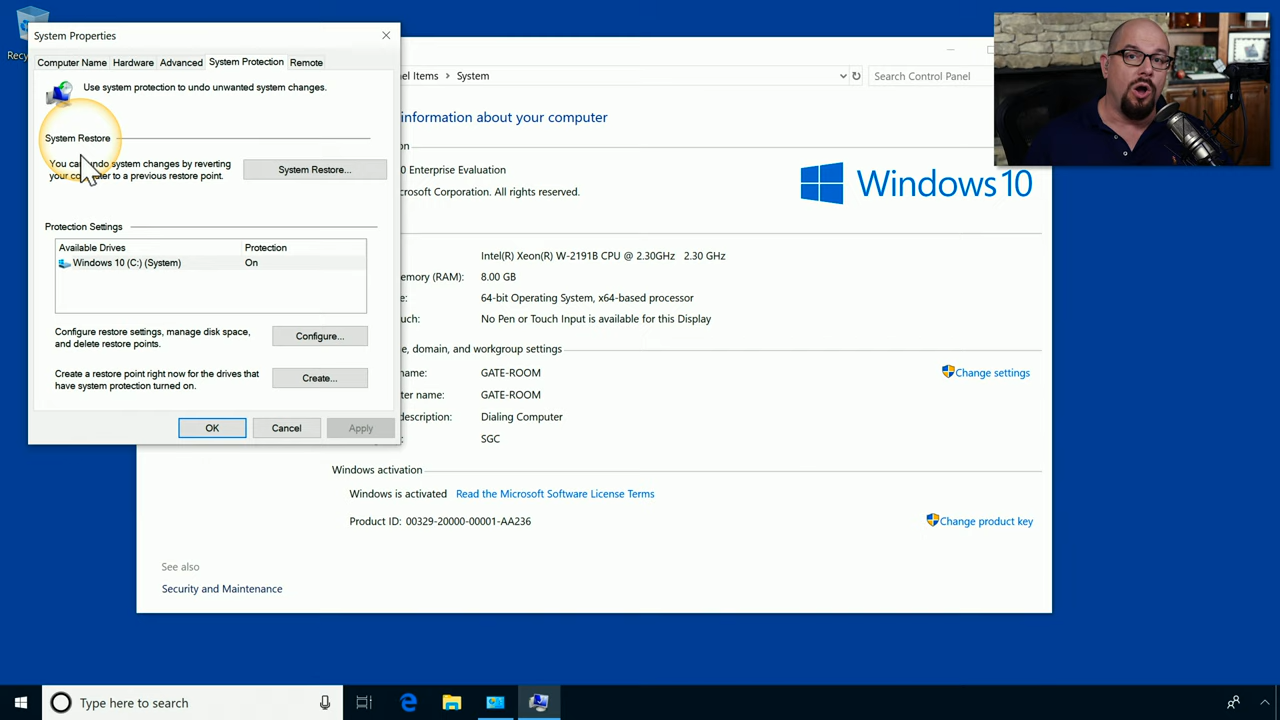 Recy
System Properties
Computer Name
Hardware
Advanced
System Protection
Remote
Use system protection to undo unwanted system changes.
System Restore
You can undo system changes by reverting
your computer to a previous restore point.
System Restore...
Protection Settings
Available Drives
Protection
Windows 10 (C:) (System)
On
Configure restore settings, manage disk space,
and delete restore points.
Configure...
Create a restore point right now for the drives that
have system protection turned on.
Create...
OK
Cancel
Apply
nel Items > System
Search Control Panel
information about your computer
on
0 Enterprise Evaluation
crosoft Corporation. All rights reserved.
Windows 10
Intel(R) Xeon(R) W-2191B CPU @ 2.30GHz 2.30 GHz
emory (RAM):
8.00 GB
e:
64-bit Operating System, x64-based processor
uch:
No Pen or Touch Input is available for this Display
e, domain, and workgroup settings
name:
GATE-ROOM
Change settings
ter name:
GATE-ROOM
description:
Dialing Computer
SGC
Windows activation
Windows is activated
Read the Microsoft Software License Terms
Product ID: 00329-20000-00001-AA236
Change product key
See also
Security and Maintenance
Type here to search